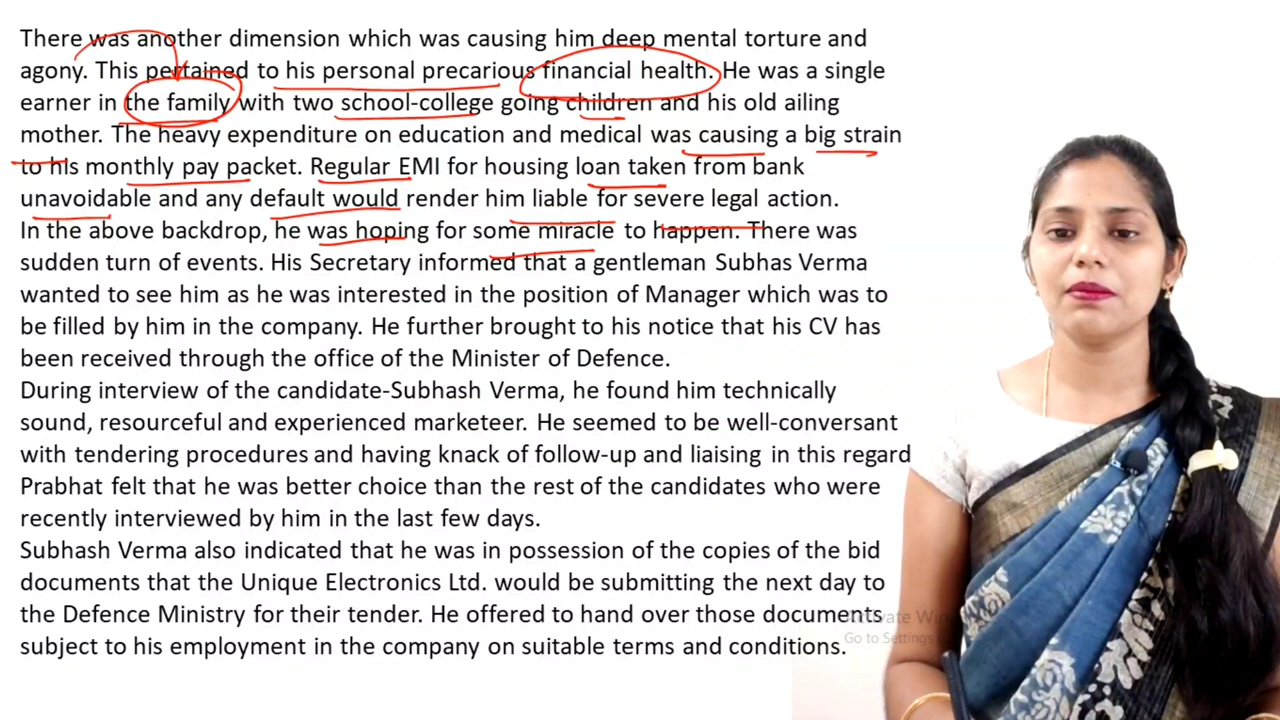 There was another dimension which was causing him deep mental torture and
agony. This pertained to his personal precarious financial health. He was a single
earner in the family with two school-college going children and his old ailing
mother. The heavy expenditure on education and medical was causing a big strain
to his monthly pay packet. Regular EMI for housing loan taken from bank
unavoidable and any default would render him liable for severe legal action.
In the above backdrop, he was hoping for some miracle to happen. There was
sudden turn of events. His Secretary informed that a gentleman Subhas Verma
wanted to see him as he was interested in the position of Manager which was to
be filled by him in the company. He further brought to his notice that his CV has
been received through the office of the Minister of Defence.
During interview of the candidate-Subhash Verma, he found him technically
sound, resourceful and experienced marketeer. He seemed to be well-conversant
with tendering procedures and having knack of follow-up and liaising in this regard
Prabhat felt that he was better choice than the rest of the candidates who were
recently interviewed by him in the last few days.
Subhash Verma also indicated that he was in possession of the copies of the bid
documents that the Unique Electronics Ltd. would be submitting the next day to
the Defence Ministry for their tender. He offered to hand over those documents
subject to his employment in the company on suitable terms and conditions.
Go to Settings